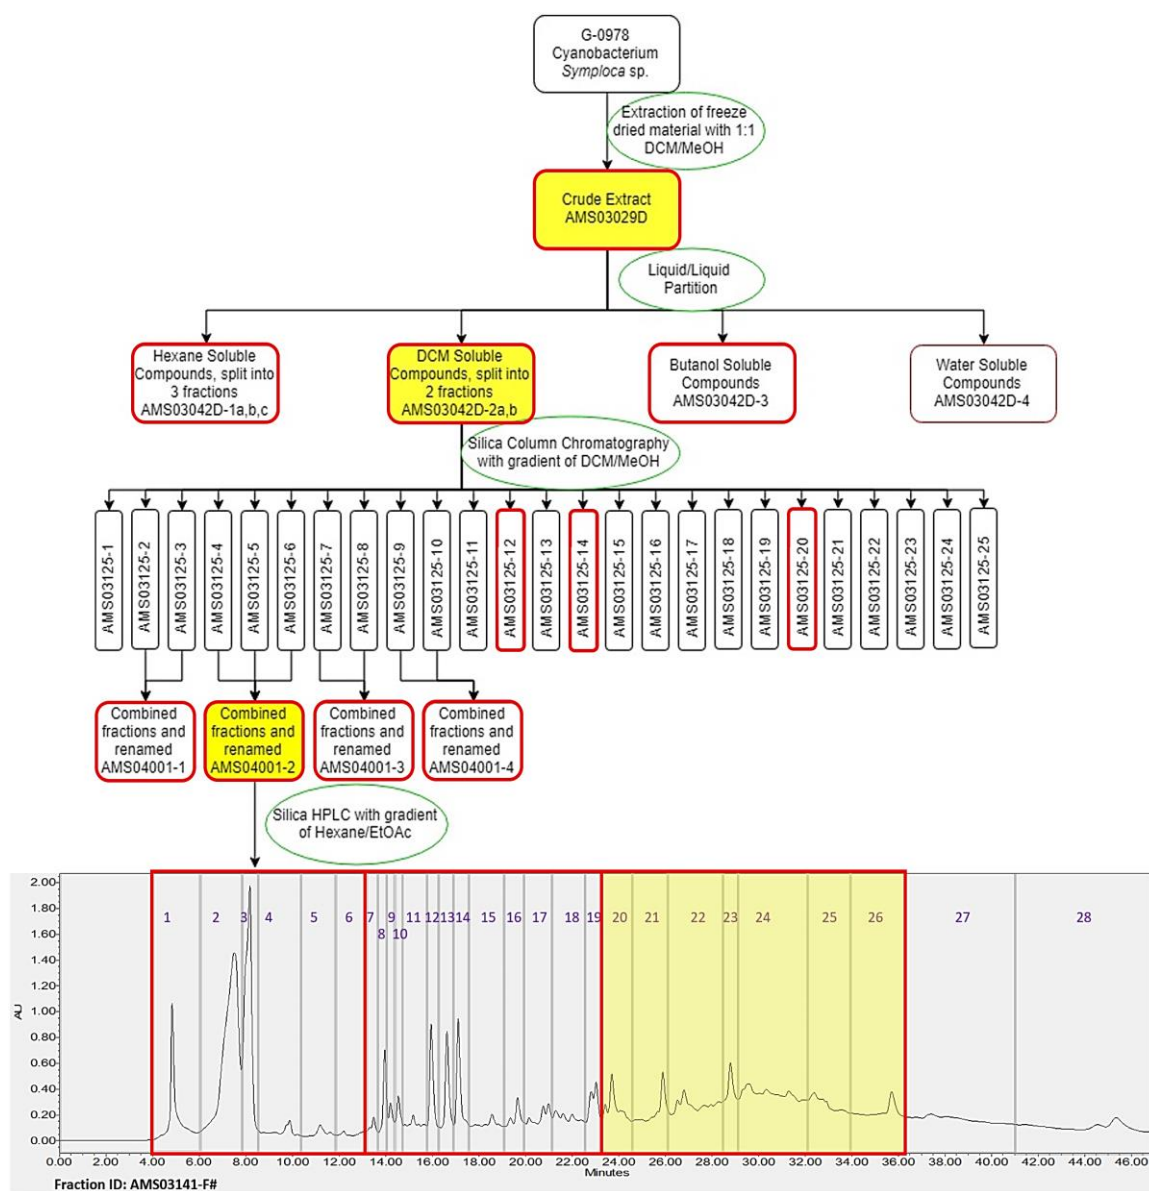 G-0978
Cyanobacterium
Symploca sp.
Extraction of freeze
dried material with 1:1
DCM/MeOH
Crude Extract
AMS03029D
Liquid/Liquid
Partition
Hexane Soluble
Compounds, split into
3 fractions
AMS03042D-1a,b,c
DCM Soluble
Compounds, split into
2 fractions
AMS03042D-2a,b
Butanol Soluble
Compounds
AMS03042D-3
Water Soluble
Compounds
AMS03042D-4
Silica Column Chromatography
with gradient of DCM/MeOH
AMS03125-1
AMS03125-2
AMS03125-3
AMS03125-4
AMS03125-5
AMS03125-6
AMS03125-7
AMS03125-8
AMS03125-9
AMS03125-10
AMS03125-11
AMS03125-12
AMS03125-13
AMS03125-14
AMS03125-15
AMS03125-16
AMS03125-17
AMS03125-18
AMS03125-19
AMS03125-20
AMS03125-21
AMS03125-22
AMS03125-23
AMS03125-24
AMS03125-25
Combined
fractions and
renamed
AMS04001-1
Combined
fractions and
renamed
AMS04001-2
Combined
fractions and
renamed
AMS04001-3
Combined
fractions and
renamed
AMS04001-4
Silica HPLC with gradient
of Hexane/EtOAc
2.00
1.80
1.60
1.40
1.20
1.00
0.80
0.60
0.40
0.20
0.00
AU
1 2 3 4 5 6 7 9 11 12 13 14 15 16 17 18 19 20 21 22 23 24 25 26 27 28
8 10
0.00 2.00 4.00 6.00 8.00 10.00 12.00 14.00 16.00 18.00 20.00 22.00 24.00 26.00 28.00 30.00 32.00 34.00 36.00 38.00 40.00 42.00 44.00 46.00
Minutes
Fraction ID: AMS03141-F#